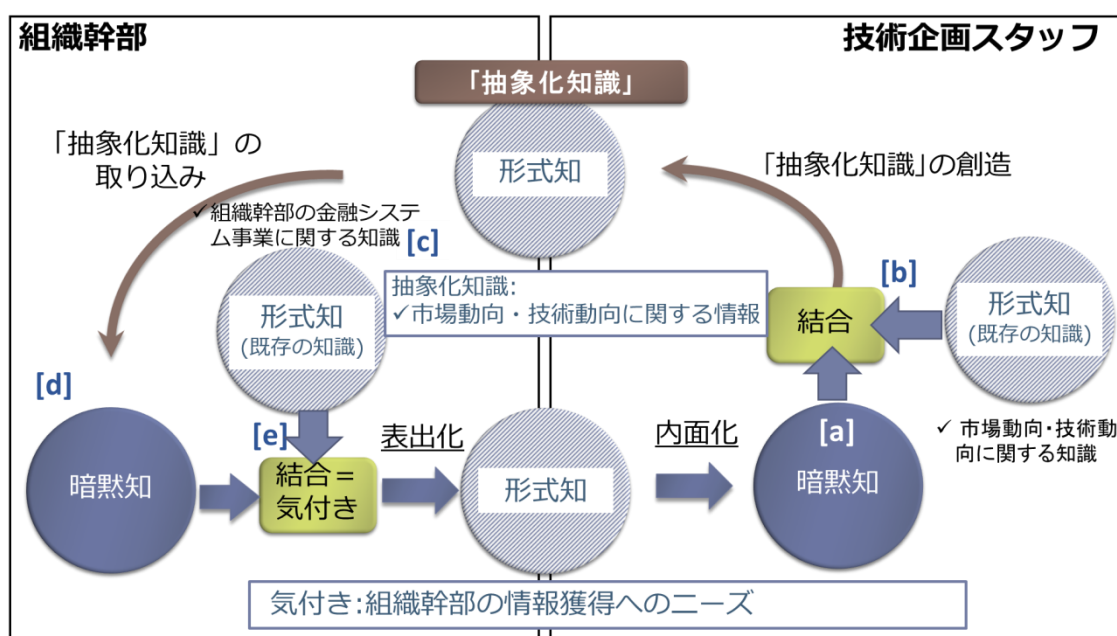 組織幹部
技術企画スタッフ
「抽象化知識」
形式知
「抽象化知識」の
取り込み
「抽象化知識」の創造
✓組織幹部の金融システ
ム事業に関する知識
[c]
[b]
抽象化知識:
✓市場動向・技術動向に関する情報
形式知
(既存の知識)
結合
形式知
(既存の知識)
[d]
[e]
表出化
内面化
[a]
✓ 市場動向・技術動
向に関する知識
暗黙知
結合＝
気付き
形式知
暗黙知
気付き:組織幹部の情報獲得へのニーズ